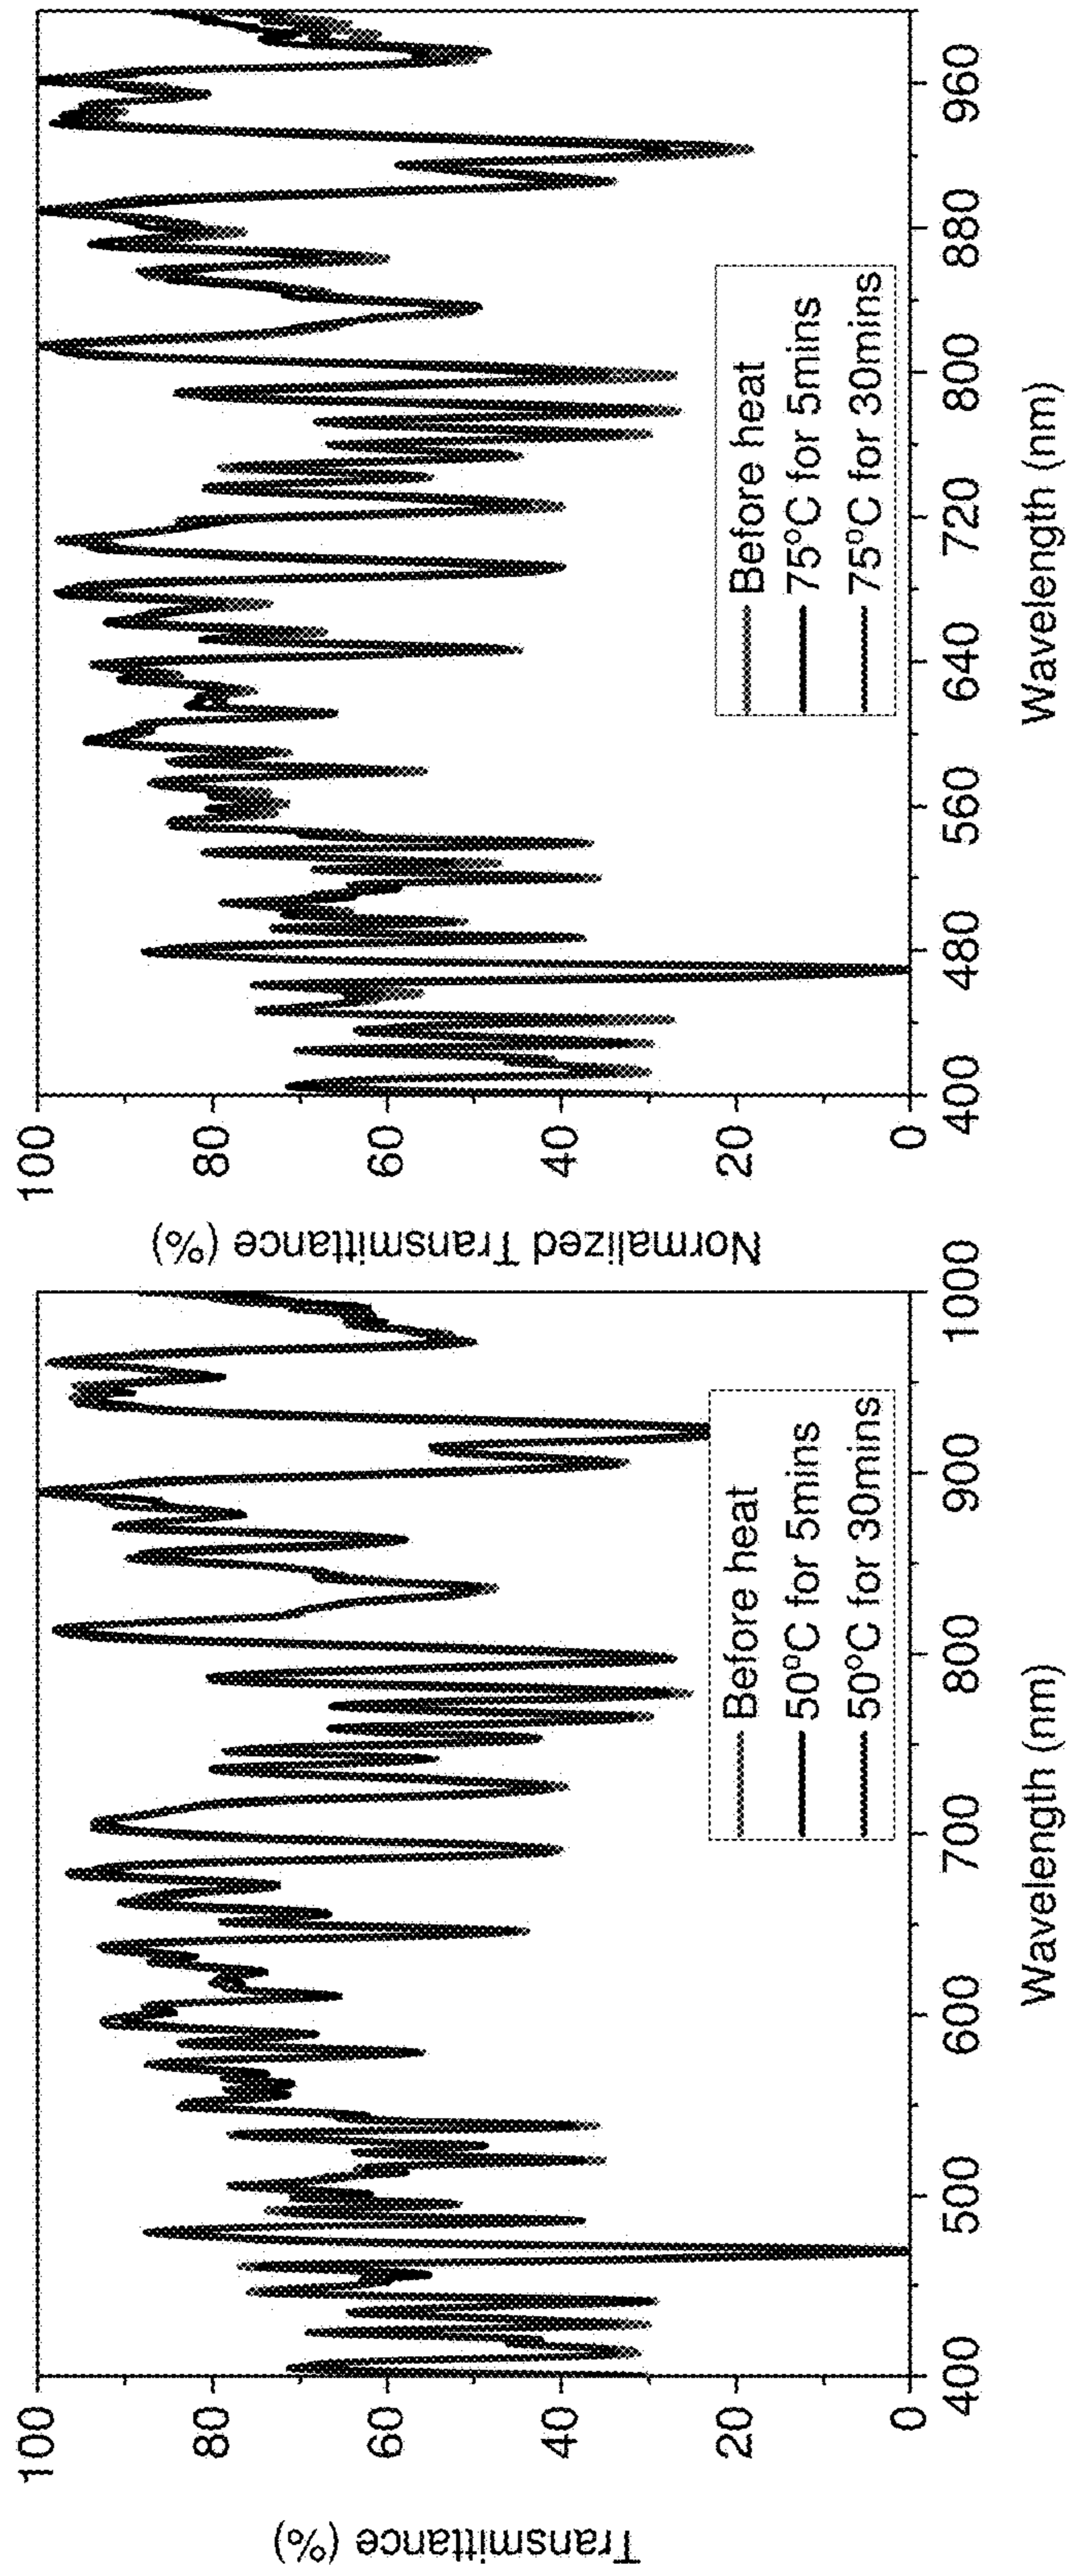 Transmittance (%)
100
80
60
40
20
0
400
500
600
700
800
900
1000
Wavelength (nm)
Before heat
50°C for 5mins
50°C for 30mins
Normalized Transmittance (%)
100
80
60
40
20
0
400
480
560
640
720
800
880
960
Wavelength (nm)
Before heat
75°C for 5mins
75°C for 30mins